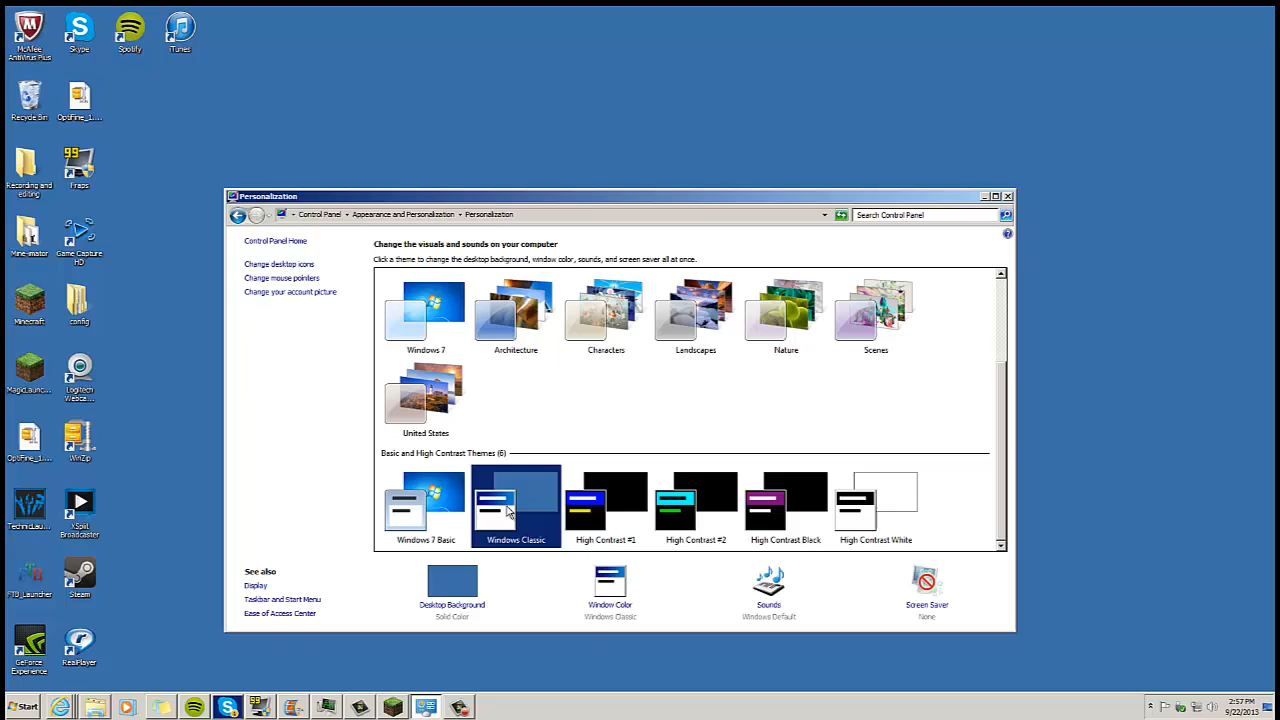 McAfee
AntiVirus Plus
Skype
Spotify
iTunes
Recycle Bin
OptiFine_1....
Recording and
editing
99
Fraps
Mine-imator
Game Capture
HD
Minecraft
config
MagicLaunc...
Logitech
Webca...
OptiFine_1...
WinZip
TechnicLau...
XSplit
Broadcaster
FTB_Launcher
Steam
GeForce
Experience
RealPlayer
Personalization
Control Panel
Appearance and Personalization
Personalization
Search Control Panel
Control Panel Home
Change desktop icons
Change mouse pointers
Change your account picture
Change the visuals and sounds on your computer
Click a theme to change the desktop background, window color, sounds, and screen saver all at once.
Windows 7
Architecture
Characters
Landscapes
Nature
Scenes
United States
Basic and High Contrast Themes (6)
Windows 7 Basic
Windows Classic
High Contrast #1
High Contrast #2
High Contrast Black
High Contrast White
See also
Display
Taskbar and Start Menu
Ease of Access Center
Desktop Background
Solid Color
Window Color
Windows Classic
Sounds
Windows Default
Screen Saver
None
Start
2:57 PM
9/22/2013